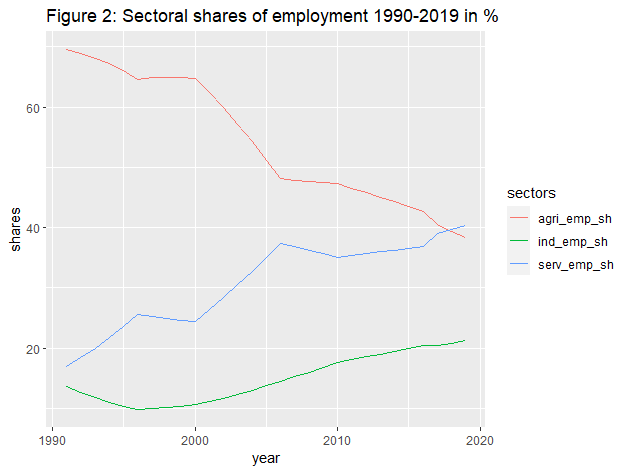 Figure 2: Sectoral shares of employment 1990-2019 in %
60
40
20
shares
1990
2000
2010
2020
year
sectors
agri_emp_sh
ind_emp_sh
serv_emp_sh